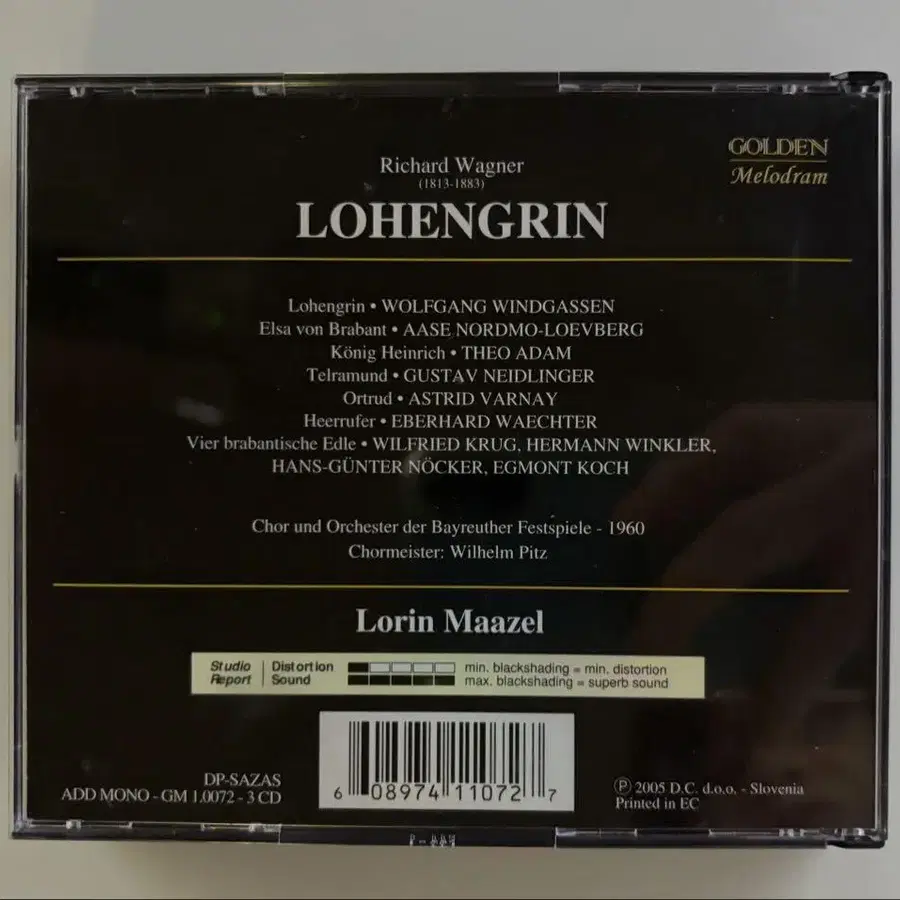 Richard Wagner
(1813-1883)
LOHENGRIN
GOLDEN
Melodram
Lohengrin • WOLFGANG WINDGASSEN
Elsa von Brabant • AASE NORDMO-LOEVBERG
König Heinrich • THEO ADAM
Telramund • GUSTAV NEIDLINGER
Ortrud • ASTRID VARNAY
Heerrufer • EBERHARD WAECHTER
Vier brabantische Edle • WILFRIED KRUG, HERMANN WINKLER,
HANS-GÜNTER NÖCKER, EGMONT KOCH
Chor und Orchester der Bayreuther Festspiele - 1960
Chormeister: Wilhelm Pitz
Lorin Maazel
Studio Report
Distortion min. blackshading = min. distortion
Sound max. blackshading = superb sound
DP-SAZAS
ADD MONO - GM 1.0072 - 3 CD
6 08974 11072 7
℗ 2005 D.C. d.o.o. - Slovenia
Printed in EC